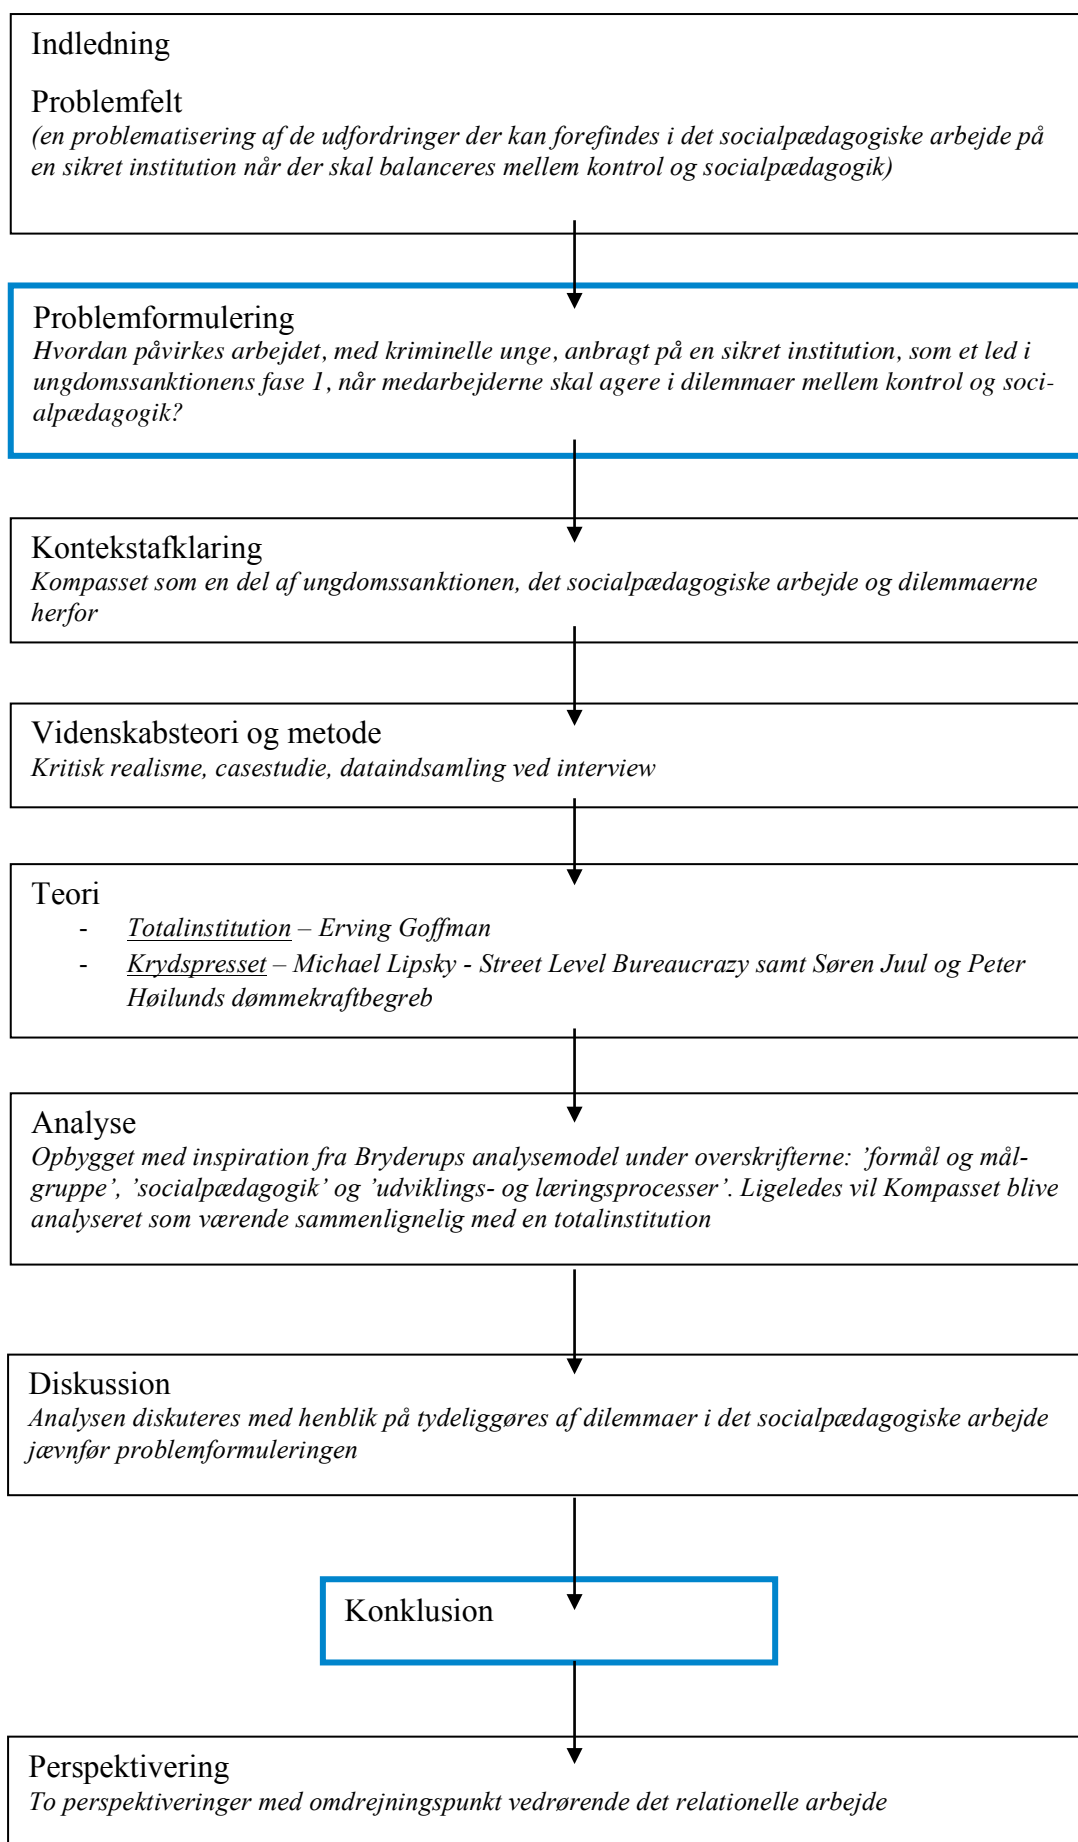 Indledning
Problemfelt
(en problematisering af de udfordringer der kan forefindes i det socialpædagogiske arbejde på
en sikret institution når der skal balanceres mellem kontrol og socialpædagogik)
Problemformulering
Hvordan påvirkes arbejdet, med kriminelle unge, anbragt på en sikret institution, som et led i
ungdomssanktionens fase 1, når medarbejderne skal agere i dilemmaer mellem kontrol og soci-
alpædagogik?
Kontekstafklaring
Kompasset som en del af ungdomssanktionen, det socialpædagogiske arbejde og dilemmaerne
herfor
Videnskabsteori og metode
Kritisk realisme, casestudie, dataindsamling ved interview
Teori
- Totalinstitution – Erving Goffman
- Krydspresset – Michael Lipsky - Street Level Bureaucrazy samt Søren Juul og Peter
Høilunds dømmekraftbegreb
Analyse
Opbygget med inspiration fra Bryderups analysemodel under overskrifterne: ’formål og mål-
gruppe’, ’socialpædagogik’ og ’udviklings- og læringsprocesser’. Ligeledes vil Kompasset blive
analyseret som værende sammenlignelig med en totalinstitution
Diskussion
Analysen diskuteres med henblik på tydeliggøres af dilemmaer i det socialpædagogiske arbejde
jævnfør problemformuleringen
Konklusion
Perspektivering
To perspektiveringer med omdrejningspunkt vedrørende det relationelle arbejde